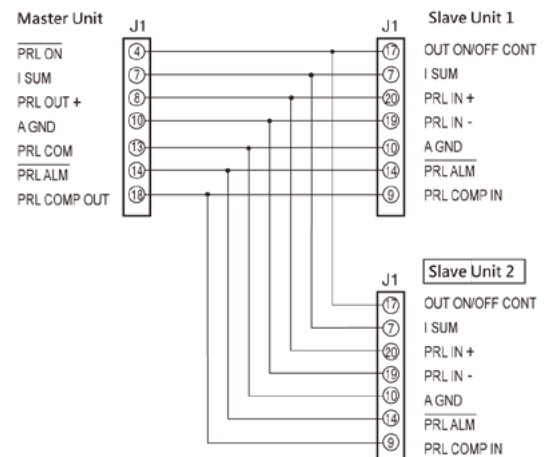 Master Unit
J1
PRL ON
4
I SUM
7
PRL OUT +
8
A GND
10
PRL COM
13
PRL ALM
14
PRL COMP OUT
18
Slave Unit 1
J1
17
OUT ON/OFF CONT
7
I SUM
20
PRL IN +
19
PRL IN -
10
A GND
14
PRL ALM
9
PRL COMP IN
Slave Unit 2
J1
17
OUT ON/OFF CONT
7
I SUM
20
PRL IN +
19
PRL IN -
10
A GND
14
PRL ALM
9
PRL COMP IN